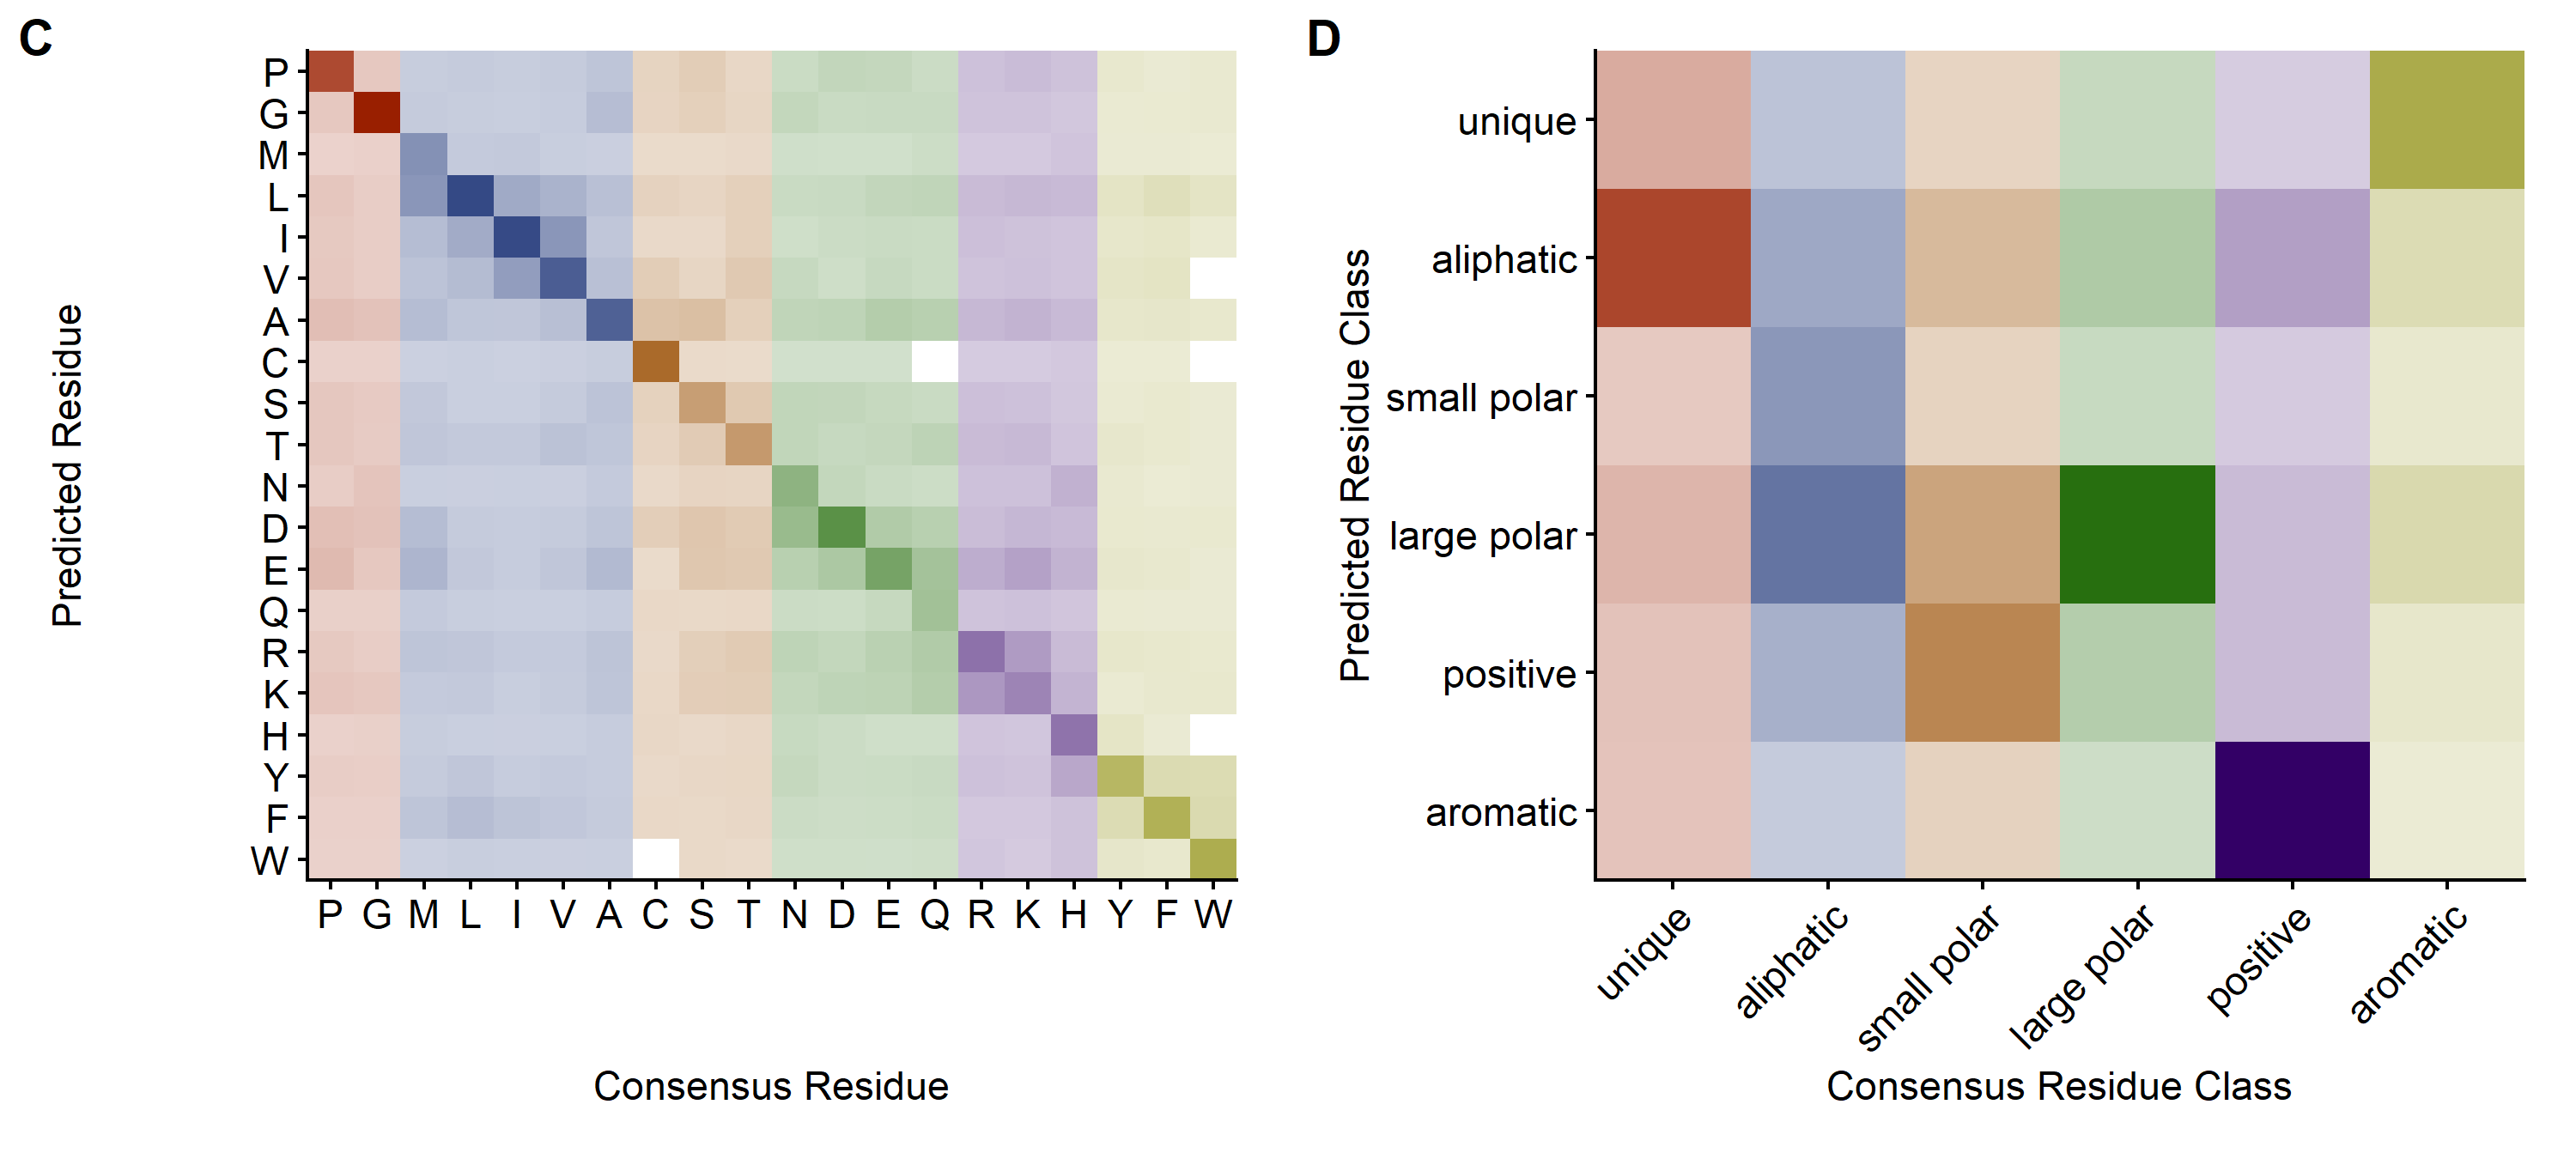 C
D
Predicted Residue
P
G
M
L
I
V
A
C
S
T
N
D
E
Q
R
K
H
Y
F
W
P G M L I V A C S T N D E Q R K H Y F W
Consensus Residue
Predicted Residue Class
unique
aliphatic
small polar
large polar
positive
aromatic
unique
aliphatic
small polar
large polar
positive
aromatic
Consensus Residue Class